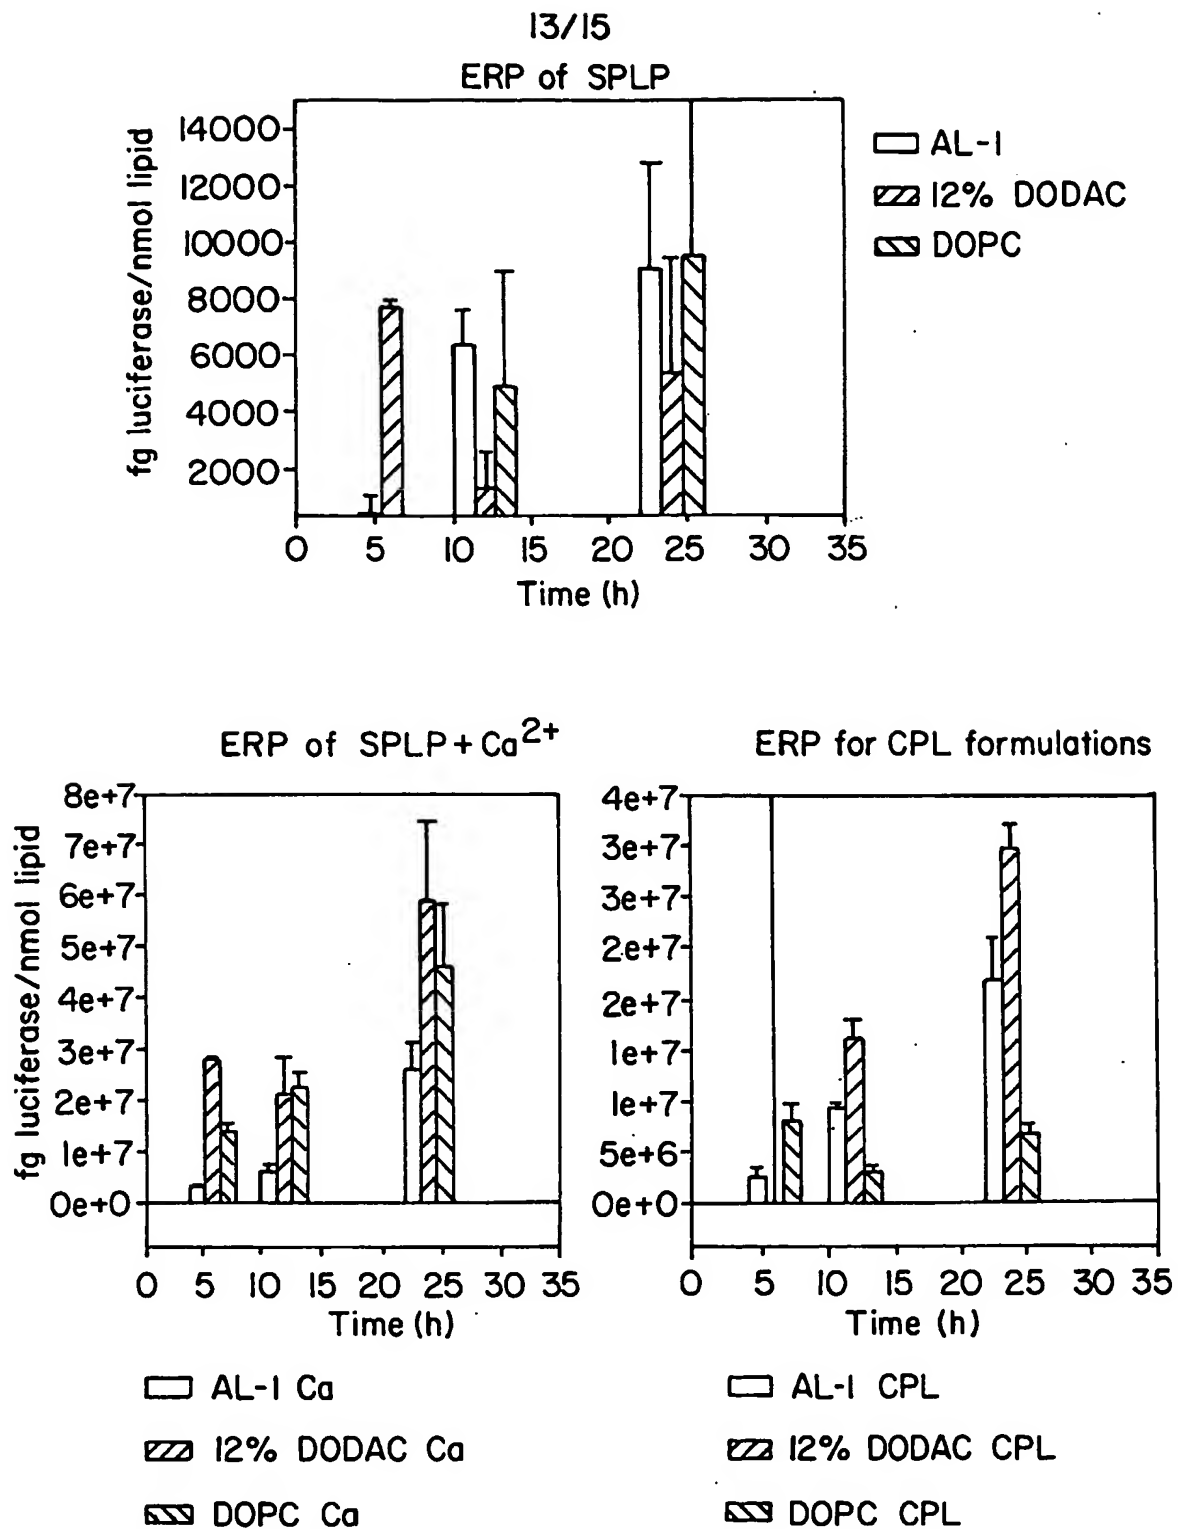 13/15
ERP of SPLP
fg luciferase/nmol lipid
14000
12000
10000
8000
6000
4000
2000
0 5 10 15 20 25 30 35
Time (h)
AL-1
12% DODAC
DOPC
ERP of SPLP + Ca2+
fg luciferase/nmol lipid
8e+7
7e+7
6e+7
5e+7
4e+7
3e+7
2e+7
1e+7
0e+0
0 5 10 15 20 25 30 35
Time (h)
AL-1 Ca
12% DODAC Ca
DOPC Ca
ERP for CPL formulations
4e+7
3e+7
3e+7
2e+7
2e+7
1e+7
1e+7
5e+6
0e+0
0 5 10 15 20 25 30 35
Time (h)
AL-1 CPL
12% DODAC CPL
DOPC CPL